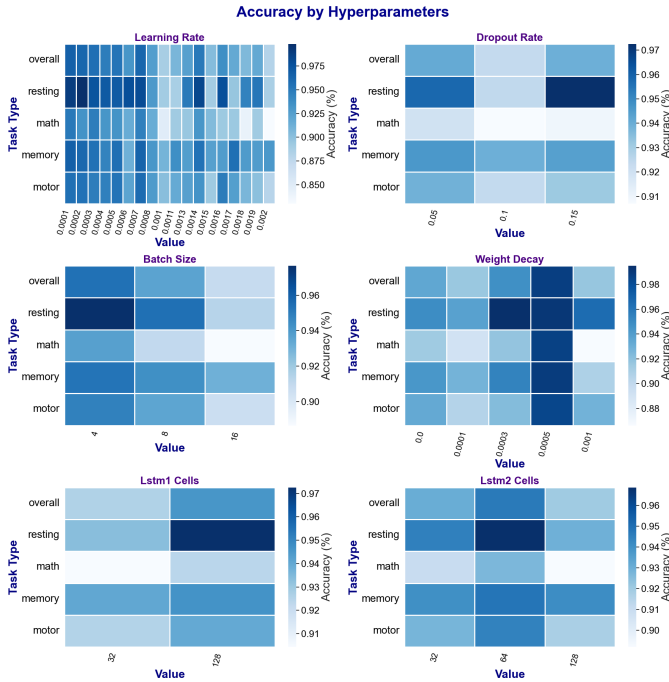 Accuracy by Hyperparameters
Learning Rate
Task Type
overall
resting
math
memory
motor
0.0001
0.0002
0.0003
0.0004
0.0005
0.0006
0.0007
0.0008
0.001
0.0011
0.0013
0.0014
0.0015
0.0016
0.0017
0.0018
0.0019
0.002
Value
0.975
0.950
0.925
0.900
0.875
0.850
Accuracy (%)
Dropout Rate
Task Type
overall
resting
math
memory
motor
0.05
0.1
0.15
Value
0.97
0.96
0.95
0.94
0.93
0.92
0.91
Accuracy (%)
Batch Size
Task Type
overall
resting
math
memory
motor
4
8
16
Value
0.96
0.94
0.92
0.90
Accuracy (%)
Weight Decay
Task Type
overall
resting
math
memory
motor
0.0
0.0001
0.0003
0.0005
0.001
Value
0.98
0.96
0.94
0.92
0.90
0.88
Accuracy (%)
Lstm1 Cells
Task Type
overall
resting
math
memory
motor
32
128
Value
0.97
0.96
0.95
0.94
0.93
0.92
0.91
Accuracy (%)
Lstm2 Cells
Task Type
overall
resting
math
memory
motor
32
64
128
Value
0.96
0.95
0.94
0.93
0.92
0.91
0.90
Accuracy (%)